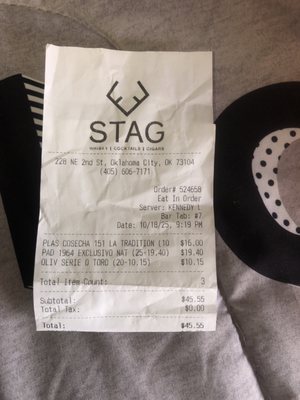 STAG
WHISKY | COCKTAILS | CIGARS
228 NE 2nd St, Oklahoma City, OK 73104
(405) 606-7171
Order# 524658
Eat In Order
Server: KENNEDY L
Bar Tab: #7
Date: 10/18/25, 9:19 PM
PLAS COSECHA 151 LA TRADITION (10 $16.00
PAD 1964 EXCLUSIVO NAT (25-19.40) $19.40
OLIV SERIE O TORO (20-10.15) $10.15
Total Item Count: 3
Subtotal: $45.55
Total Tax: $0.00
Total: $45.55